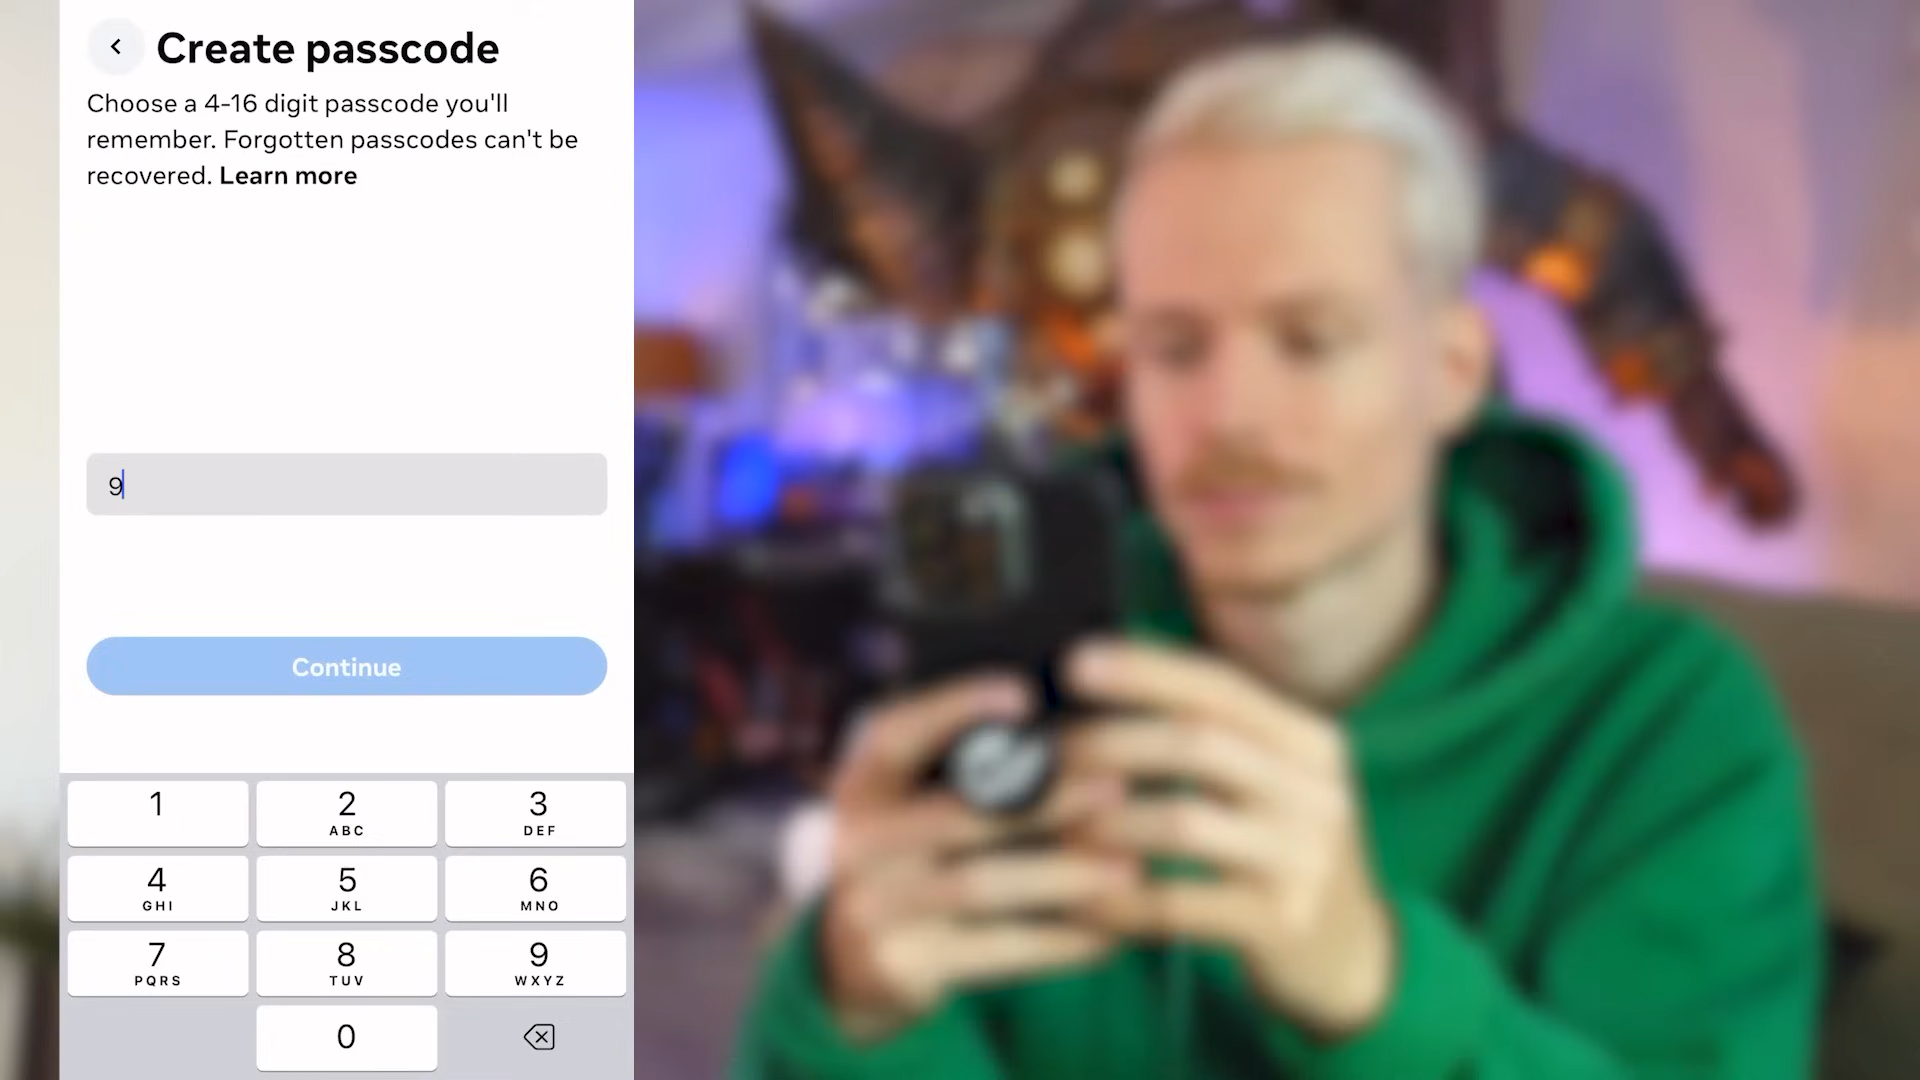 Create passcode
Choose a 4-16 digit passcode you'll
remember. Forgotten passcodes can't be
recovered. Learn more
9
Continue
1
2
ABC
3
DEF
4
GHI
5
JKL
6
MNO
7
PQRS
8
TUV
9
WXYZ
0